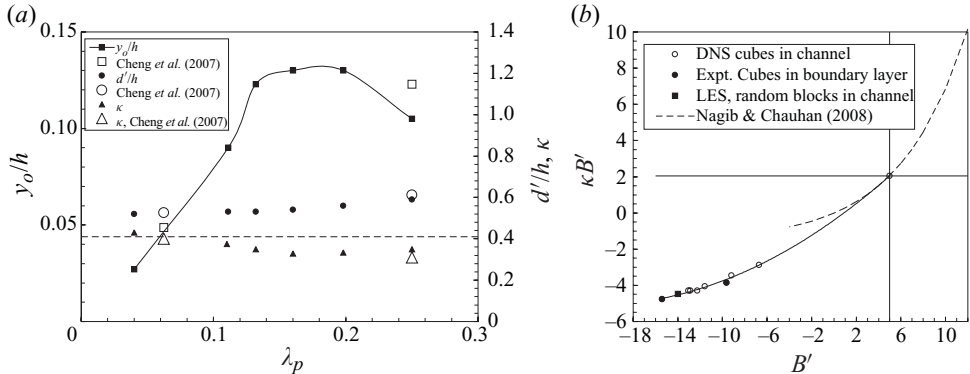 (a)
0.15
0.10
0.05
0
0.1
0.2
0.3
1.4
1.2
1.0
0.8
0.6
0.4
0.2
0
y_o/h
λ_p
d′/h, κ
y_o/h
Cheng et al. (2007)
d′/h
Cheng et al. (2007)
κ
κ, Cheng et al. (2007)
(b)
10
8
6
4
2
0
−2
−4
−6
−18
−14
−10
−6
−2
2
6
10
κB′
B′
DNS cubes in channel
Expt. Cubes in boundary layer
LES, random blocks in channel
Nagib & Chauhan (2008)